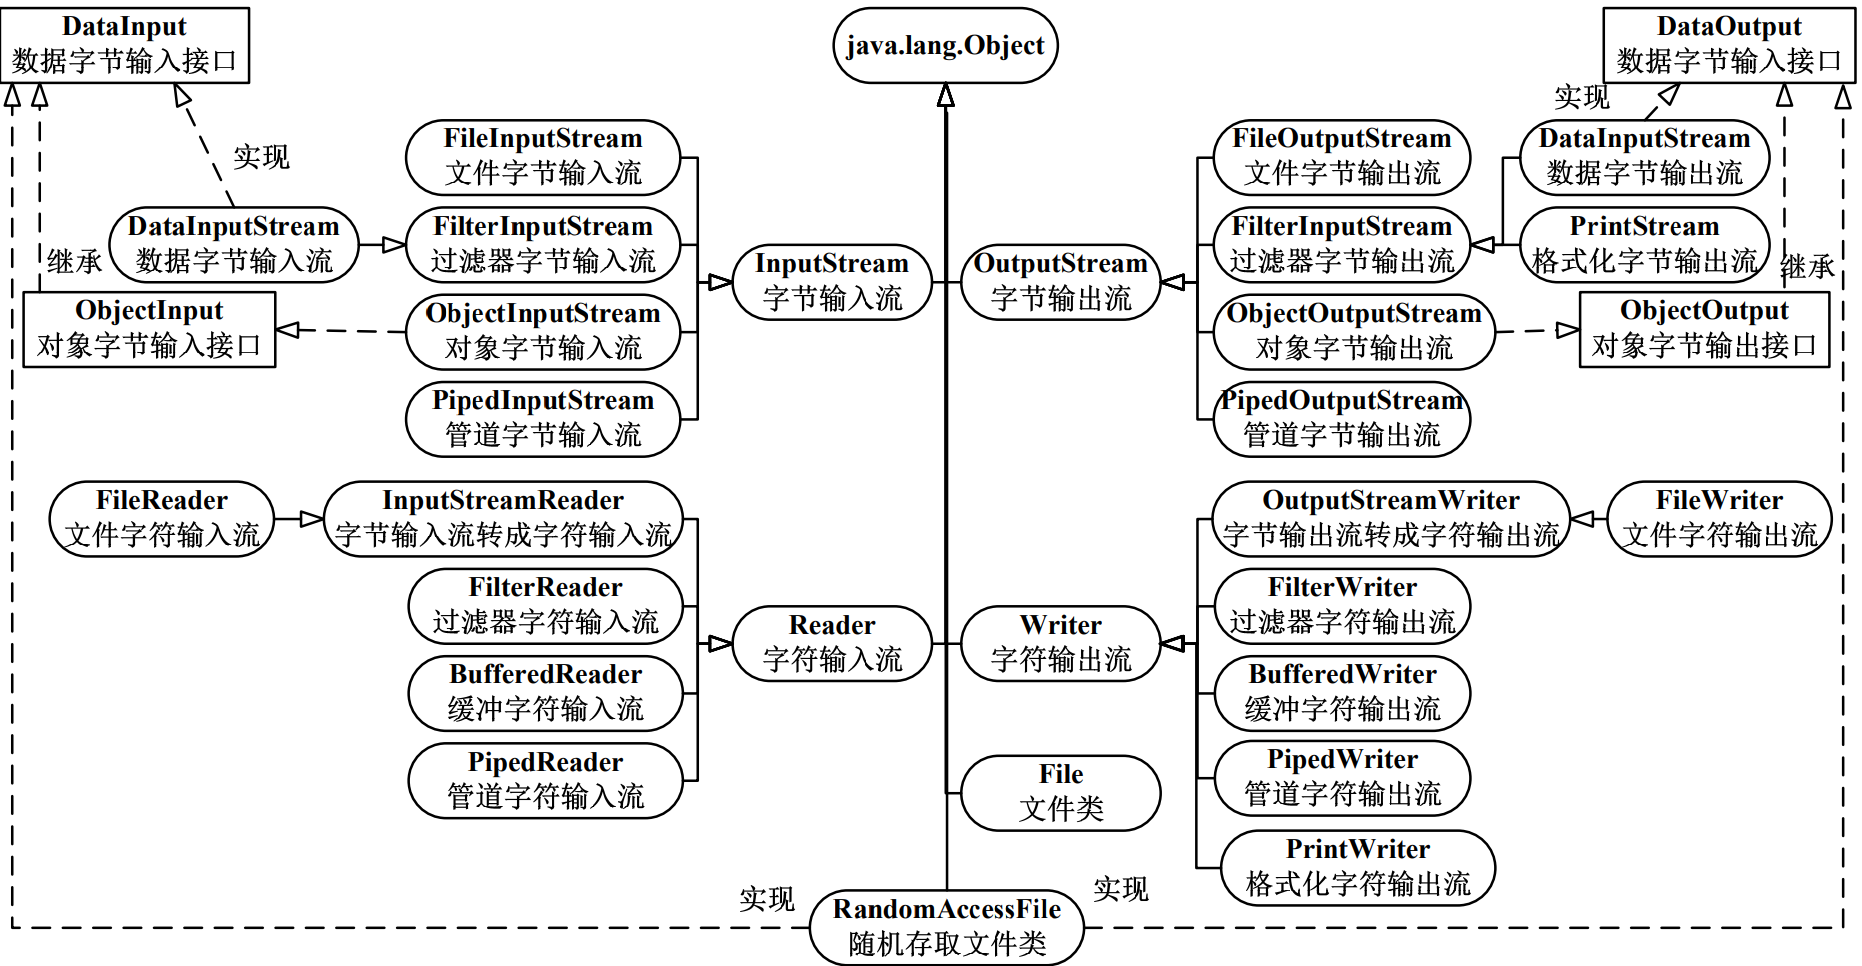 DataInput
数据字节输入接口
java.lang.Object
DataOutput
数据字节输入接口
实现
实现
FileInputStream
文件字节输入流
FileOutputStream
文件字节输出流
DataInputStream
数据字节输出流
DataInputStream
数据字节输入流
FilterInputStream
过滤器字节输入流
FilterInputStream
过滤器字节输出流
PrintStream
格式化字节输出流
继承
InputStream
字节输入流
OutputStream
字节输出流
继承
ObjectInput
对象字节输入接口
ObjectInputStream
对象字节输入流
ObjectOutputStream
对象字节输出流
ObjectOutput
对象字节输出接口
PipedInputStream
管道字节输入流
PipedOutputStream
管道字节输出流
FileReader
文件字符输入流
InputStreamReader
字节输入流转成字符输入流
OutputStreamWriter
字节输出流转成字符输出流
FileWriter
文件字符输出流
FilterReader
过滤器字符输入流
FilterWriter
过滤器字符输出流
Reader
字符输入流
Writer
字符输出流
BufferedReader
缓冲字符输入流
BufferedWriter
缓冲字符输出流
PipedReader
管道字符输入流
File
文件类
PipedWriter
管道字符输出流
PrintWriter
格式化字符输出流
实现
实现
RandomAccessFile
随机存取文件类